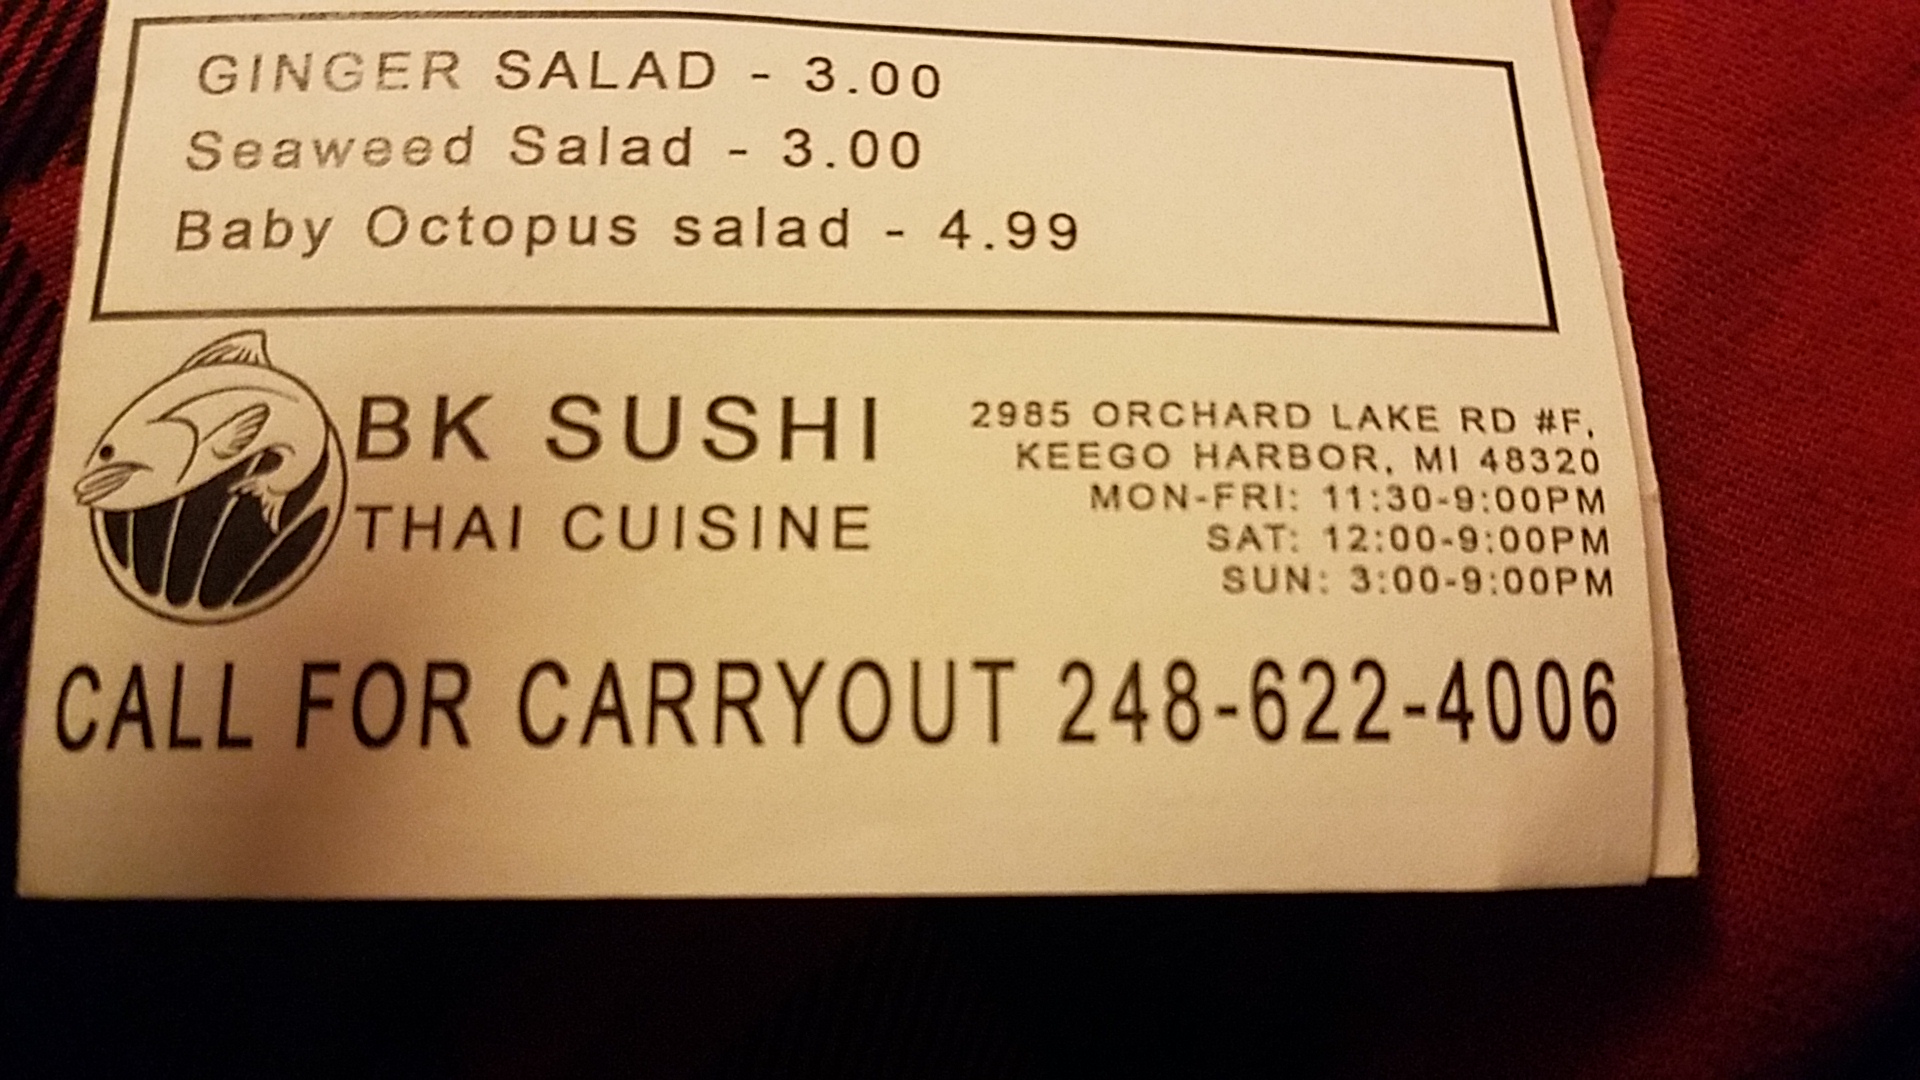 GINGER SALAD - 3.00
Seaweed Salad - 3.00
Baby Octopus salad - 4.99
BK SUSHI
THAI CUISINE
2985 ORCHARD LAKE RD #F,
KEEGO HARBOR, MI 48320
MON-FRI: 11:30-9:00PM
SAT: 12:00-9:00PM
SUN: 3:00-9:00PM
CALL FOR CARRYOUT 248-622-4006